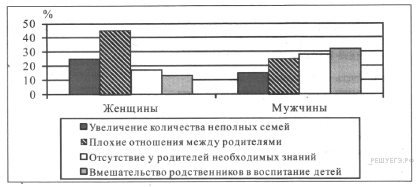 %
50
40
30
20
10
0
Женщины Мужчины
Увеличение количества неполных семей
Плохие отношения между родителями
Отсутствие у родителей необходимых знаний
Вмешательство родственников в воспитание детей
РЕШУЕГЭ.РФ